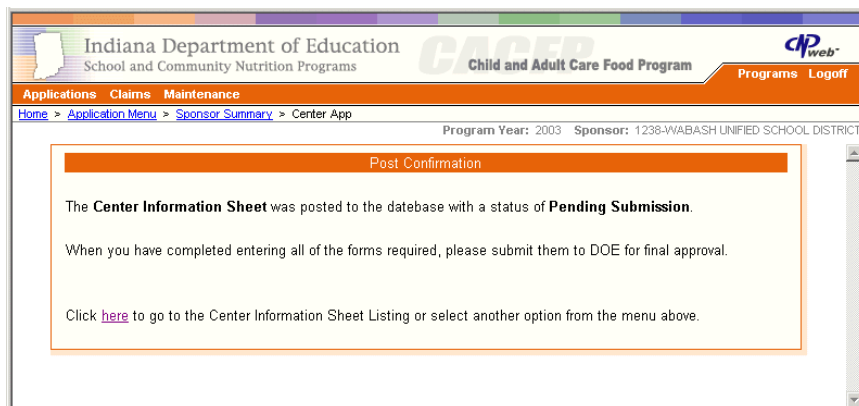 Indiana Department of Education
School and Community Nutrition Programs
CACFP
Child and Adult Care Food Program
CNPweb
Programs Logoff
Applications Claims Maintenance
Home > Application Menu > Sponsor Summary > Center App
Program Year: 2003 Sponsor: 1238-WABASH UNIFIED SCHOOL DISTRICT
Post Confirmation
The Center Information Sheet was posted to the datebase with a status of Pending Submission.
When you have completed entering all of the forms required, please submit them to DOE for final approval.
Click here to go to the Center Information Sheet Listing or select another option from the menu above.